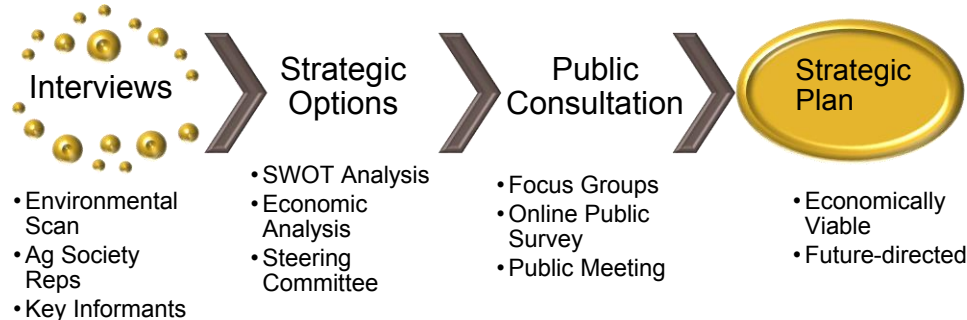 Interviews
• Environmental
Scan
• Ag Society
Reps
• Key Informants
Strategic
Options
• SWOT Analysis
• Economic
Analysis
• Steering
Committee
Public
Consultation
• Focus Groups
• Online Public
Survey
• Public Meeting
Strategic
Plan
• Economically
Viable
• Future-directed